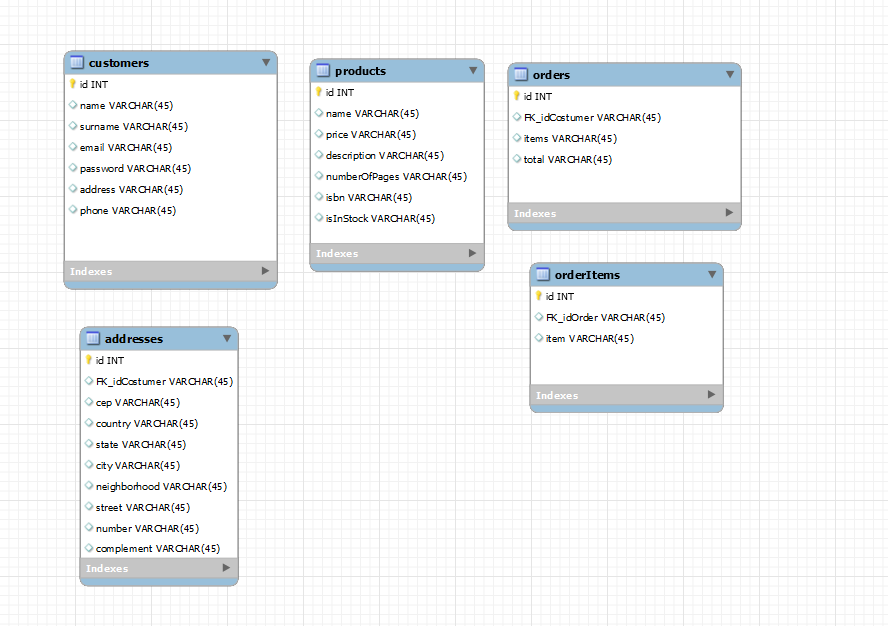 customers
id INT
name VARCHAR(45)
surname VARCHAR(45)
email VARCHAR(45)
password VARCHAR(45)
address VARCHAR(45)
phone VARCHAR(45)
Indexes
products
id INT
name VARCHAR(45)
price VARCHAR(45)
description VARCHAR(45)
numberOfPages VARCHAR(45)
isbn VARCHAR(45)
isInStock VARCHAR(45)
Indexes
orders
id INT
FK_idCostumer VARCHAR(45)
items VARCHAR(45)
total VARCHAR(45)
Indexes
orderItems
id INT
FK_idOrder VARCHAR(45)
item VARCHAR(45)
Indexes
addresses
id INT
FK_idCostumer VARCHAR(45)
cep VARCHAR(45)
country VARCHAR(45)
state VARCHAR(45)
city VARCHAR(45)
neighborhood VARCHAR(45)
street VARCHAR(45)
number VARCHAR(45)
complement VARCHAR(45)
Indexes